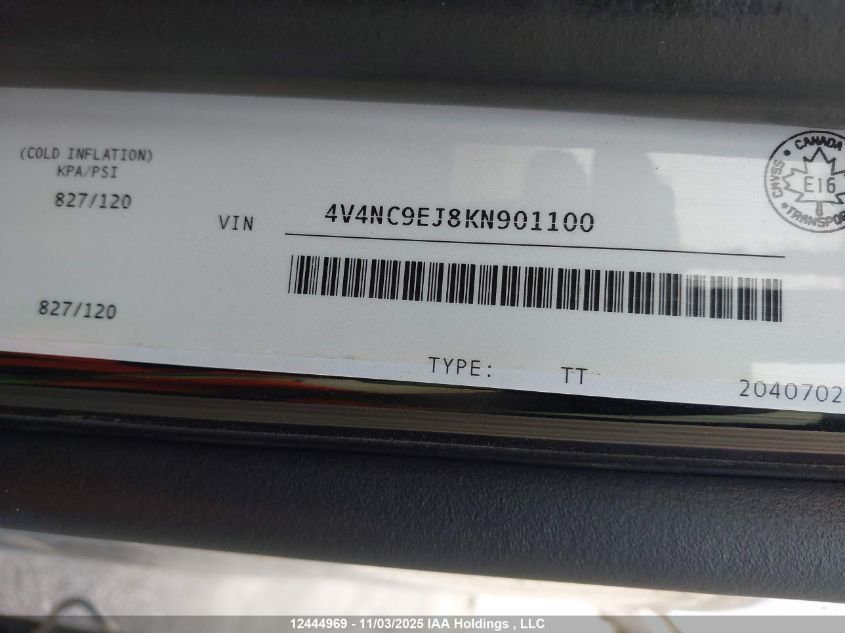 (COLD INFLATION)
KPA/PSI
827/120
VIN 4V4NC9EJ8KN901100
CANADA
E16
TRANSPOR
827/120
TYPE: TT
2040702
12444969 - 11/03/2025 IAA Holdings , LLC